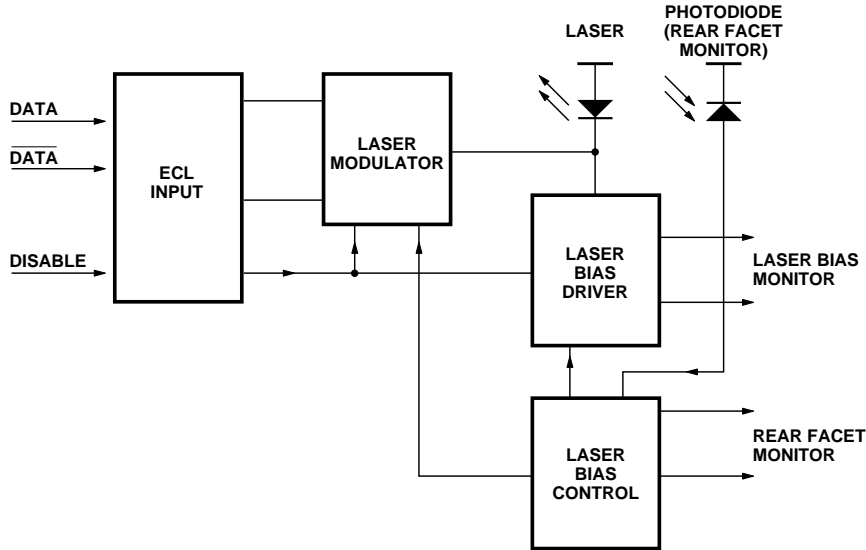 LASER
PHOTODIODE
(REAR FACET
MONITOR)
DATA
DATA
DISABLE
ECL
INPUT
LASER
MODULATOR
LASER
BIAS
DRIVER
LASER BIAS
MONITOR
LASER
BIAS
CONTROL
REAR FACET
MONITOR